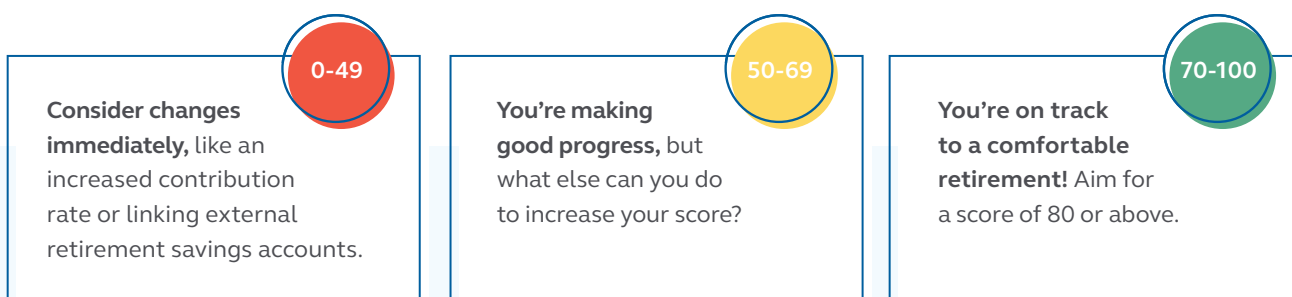 0-49
Consider changes
immediately, like an
increased contribution
rate or linking external
retirement savings accounts.
50-69
You’re making
good progress, but
what else can you do
to increase your score?
70-100
You’re on track
to a comfortable
retirement! Aim for
a score of 80 or above.